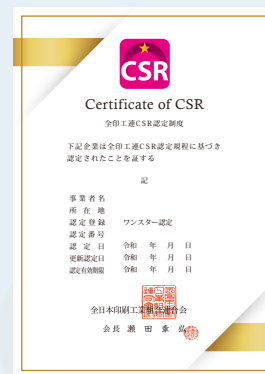 CSR
Certificate of CSR
全印工連CSR認定制度
下記企業は全印工連CSR認定規程に基づき
認定されたことを証する
記
事業者名
所在地
認定登録 ワンスター認定
認定番号
認定日 令和 年 月 日
更新認定日 令和 年 月 日
認定有効期限 令和 年 月 日
全日本印刷工業組合連合会
会長 瀬田章弘